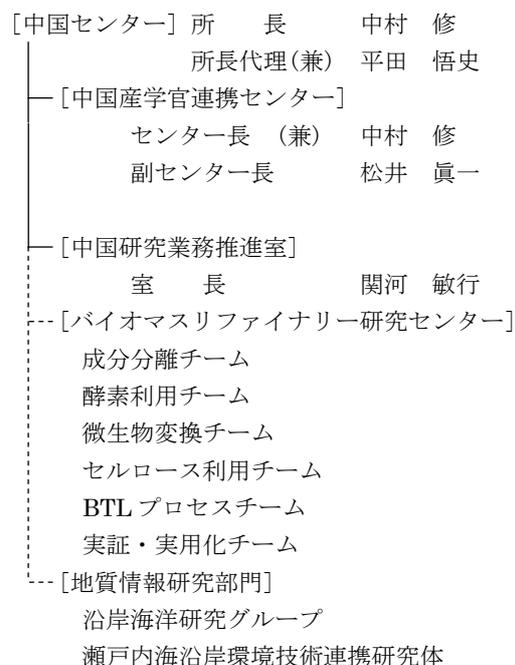 [中国センター] 所　　長　　　中村　修
所長代理(兼)　平田　悟史
[中国産学官連携センター]
センター長　(兼)　中村　修
副センター長　　　松井　眞一
[中国研究業務推進室]
室　　長　　　　　関河　敏行
[バイオマスリファイナリー研究センター]
成分分離チーム
酵素利用チーム
微生物変換チーム
セルロース利用チーム
BTL プロセスチーム
実証・実用化チーム
[地質情報研究部門]
沿岸海洋研究グループ
瀬戸内海沿岸環境技術連携研究体